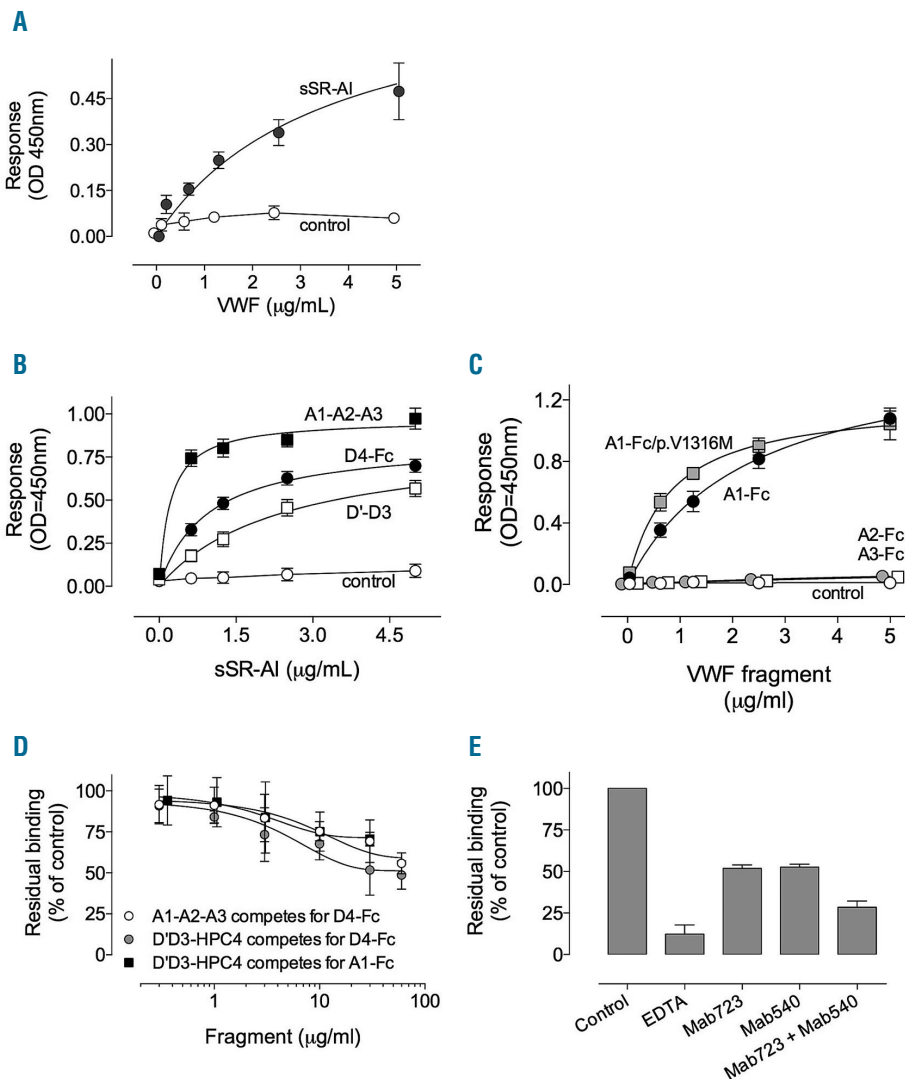 A
Response
(OD 450nm)
0.45
0.30
0.15
0.00
sSR-AI
control
0 1 2 3 4 5
VWF (μg/mL)
B
Response
(OD=450nm)
1.00
0.75
0.50
0.25
0.00
A1-A2-A3
D4-Fc
D'-D3
control
0.0 1.5 3.0 4.5
sSR-AI (μg/mL)
C
Response
(OD=450nm)
1.2
0.8
0.4
0.0
A1-Fc/p.V1316M
A1-Fc
A2-Fc
A3-Fc
control
0 1 2 3 4 5
VWF fragment
(μg/ml)
D
Residual binding
(% of control)
100
75
50
25
0
A1-A2-A3 competes for D4-Fc
D'D3-HPC4 competes for D4-Fc
D'D3-HPC4 competes for A1-Fc
1 10 100
Fragment (μg/ml)
E
Residual binding
(% of control)
100
75
50
25
0
Control
EDTA
Mab723
Mab540
Mab723 + Mab540